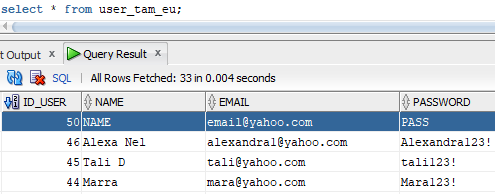 select * from user_tam_eu;
t Output × Query Result ×
SQL | All Rows Fetched: 33 in 0.004 seconds
ID_USER NAME EMAIL PASSWORD
50 NAME email@yahoo.com PASS
46 Alexa Nel alexandra1@yahoo.com Alexandra123!
45 Tali D tali@yahoo.com tali123!
44 Marra mara@yahoo.com Mara123!